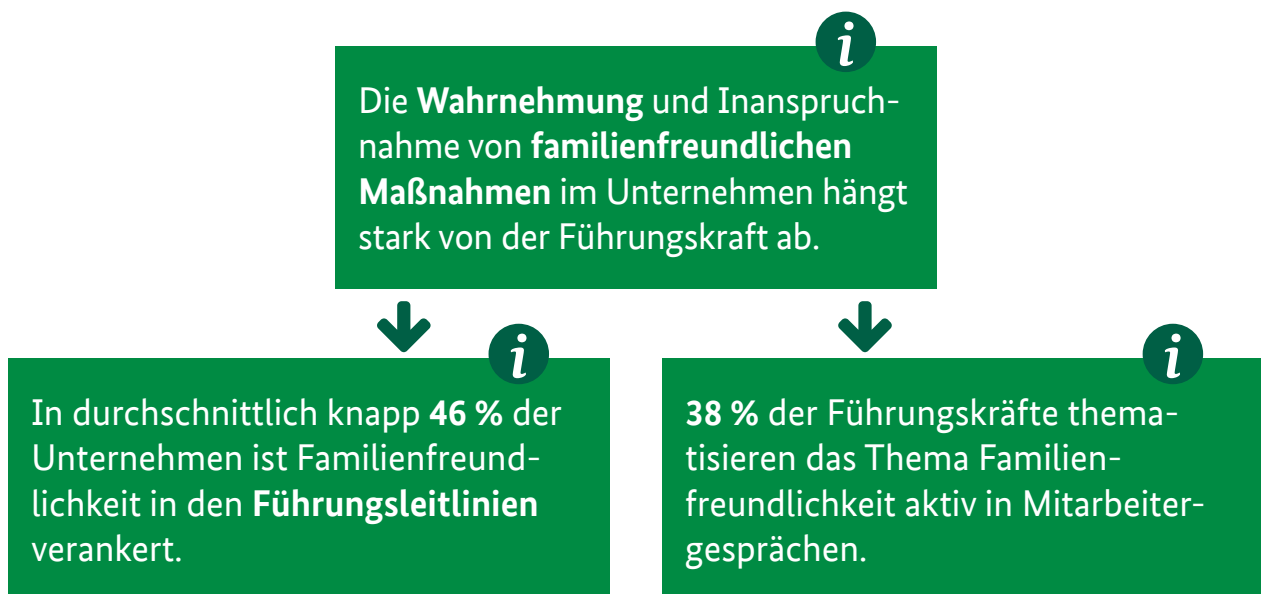 i
Die Wahrnehmung und Inanspruch-
nahme von familienfreundlichen
Maßnahmen im Unternehmen hängt
stark von der Führungskraft ab.
i
In durchschnittlich knapp 46 % der
Unternehmen ist Familienfreund-
lichkeit in den Führungsleitlinien
verankert.
i
38 % der Führungskräfte thema-
tisieren das Thema Familien-
freundlichkeit aktiv in Mitarbeiter-
gesprächen.